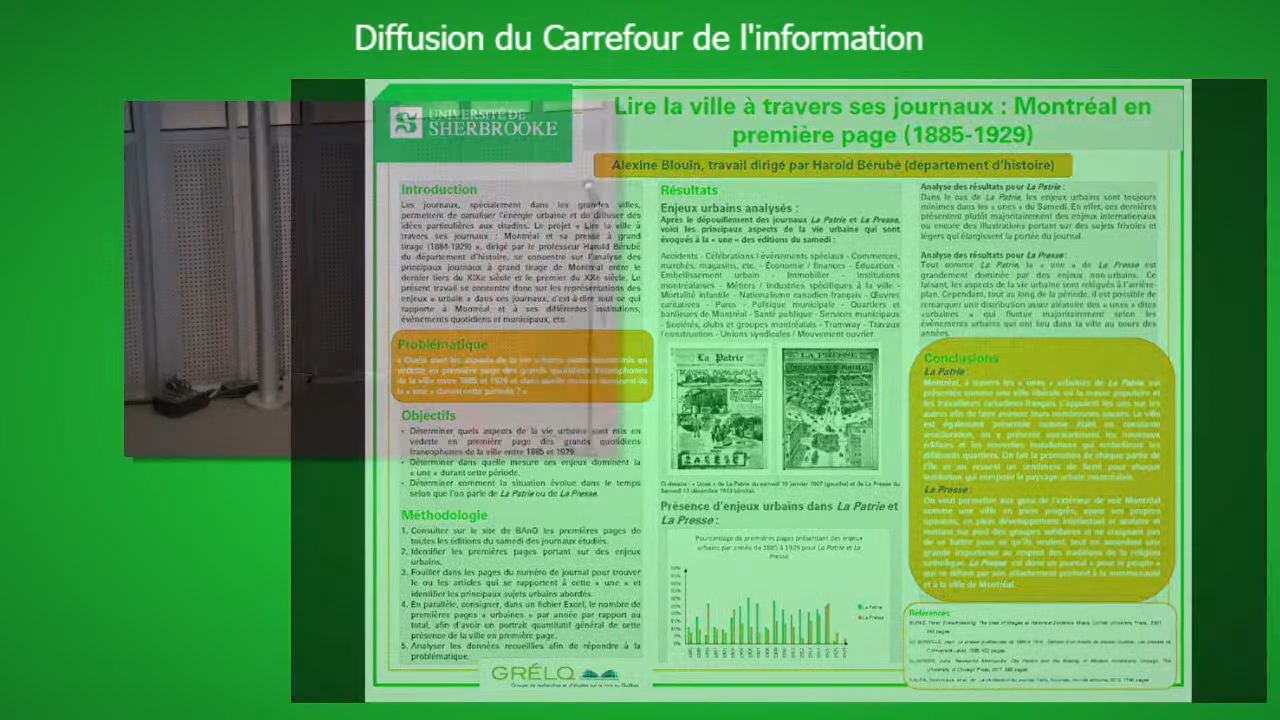 Diffusion du Carrefour de l'information
UNIVERSITÉ DE
SHERBROOKE
Lire la ville à travers ses journaux : Montréal en
première page (1885-1929)
Alexine Blouin, travail dirigé par Harold Bérubé (département d'histoire)
Introduction
Les journaux, spécialement dans les grandes villes,
permettent de canaliser l'énergie urbaine et de diffuser des
idées particulières aux citadins. Le projet « Lire la ville à
travers ses journaux : Montréal et sa presse à grand
tirage (1884-1929) », dirigé par le professeur Harold Bérubé
du département d'histoire, se concentre sur l'analyse des
principaux journaux à grand tirage de Montréal entre le
dernier tiers du XIXe siècle et le premier du XXe siècle. Le
présent travail se concentre donc sur les représentations des
enjeux « urbain » dans ces journaux, c'est-à-dire tout ce qui
rapporte à Montréal et à ses différentes institutions,
évènements quotidiens et municipaux, etc.
Problématique
« Quels sont les aspects de la vie urbaine mis en
vedette en première page des grands quotidiens francophones
de la ville entre 1885 et 1929 et dans quelle mesure dominent-ils
la « une » durant cette période ? »
Objectifs
• Déterminer quels aspects de la vie urbaine sont mis en
vedette en première page des grands quotidiens
francophones de la ville entre 1885 et 1929.
• Déterminer dans quelle mesure ces enjeux dominent la
« une » durant cette période.
• Déterminer comment la situation évolue dans le temps
selon que l'on parle de La Patrie ou de La Presse.
Méthodologie
1. Consulter sur le site de BAnQ les premières pages de
toutes les éditions du samedi des journaux étudiés.
2. Identifier les premières pages portant sur des enjeux
urbains.
3. Fouiller dans les pages du numéro de journal pour trouver
le ou les articles qui se rapportent à cette « une » et
identifier les principaux sujets urbains abordés.
4. En parallèle, consigner, dans un fichier Excel, le nombre de
premières pages « urbaines » par année par rapport au
total, afin d'avoir un portrait quantitatif général de cette
présence de la ville en première page.
5. Analyser les données recueillies afin de répondre à la
problématique.
GRÉLQ
Groupe de recherches et d'études sur le livre au Québec
Résultats
Enjeux urbains analysés :
Après le dépouillement des journaux La Patrie et La Presse,
voici les principaux aspects de la vie urbaine qui sont
évoqués à la « une » des éditions du samedi :
Accidents - Célébrations / évènements spéciaux - Commerces,
marchés, magasins, etc. - Économie / finances - Éducation -
Embellissement urbain - Immobilier - Institutions
montréalaises - Métiers / Industries spécifiques à la ville -
Mortalité infantile - Nationalisme canadien-français - Œuvres
caritatives - Parcs - Politique municipale - Quartiers et
banlieues de Montréal - Santé publique - Services municipaux
- Sociétés, clubs et groupes montréalais - Tramway - Travaux
/ construction - Unions syndicales / Mouvement ouvrier
La Patrie
LA PRESSE
Ci-dessus : « Unes » de La Patrie du samedi 19 janvier 1907 (gauche) et de La Presse du
Samedi 13 décembre 1913 (droite).
Présence d'enjeux urbains dans La Patrie et
La Presse :
Pourcentage de premières pages présentant des enjeux
urbains par année de 1885 à 1929 pour La Patrie et La
Presse
La Patrie
La Presse
Analyse des résultats pour La Patrie :
Dans le cas de La Patrie, les enjeux urbains sont toujours
minimes dans les « unes » du Samedi. En effet, ces dernières
présentent plutôt majoritairement des enjeux internationaux
ou encore des illustrations portant sur des sujets frivoles et
légers qui élargissent la portée du journal.
Analyse des résultats pour La Presse:
Tout comme La Patrie, la « une » de La Presse est
grandement dominée par des enjeux non-urbains. Ce
faisant, les aspects de la vie urbaine sont relégués à l'arrière-
plan. Cependant, tout au long de la période, il est possible de
remarquer une distribution assez aléatoire des « unes » dites
« urbaines » qui fluctue majoritairement selon les
évènements urbains qui ont lieu dans la ville au cours des
années.
Conclusions
La Patrie
Montréal, à travers les « unes » urbaines de La Patrie, est
présentée comme une ville libérale où la masse populaire et
les travailleurs canadiens français s'appuient les uns sur les
autres afin de faire avancer leurs nombreuses causes. La ville
est également présentée comme étant en constante
amélioration, on y présente constamment les nouveaux
édifices et les nouvelles installations qui embellissent les
différents quartiers. On fait la promotion de chaque partie de
l'île et on ressent un sentiment de fierté pour chaque
institution qui compose le paysage urbain montréalais.
La Presse :
On veut permettre aux gens de l'extérieur de voir Montréal
comme une ville en plein progrès, ayant ses propres
opinions, en plein développement intellectuel et scolaire et
mettant sur pied des groupes solidaires et ne craignant pas
de se battre pour ce qu'ils veulent, tout en accordant une
grande importance au respect des traditions de la religion
catholique. La Presse est donc un journal « pour le peuple »
qui se définit par son attachement profond à la communauté
et à la ville de Montréal.
Références